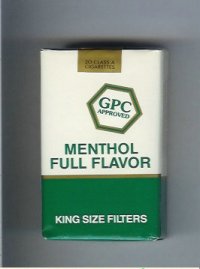 20 CLASS A
CIGARETTES
GPC
APPROVED
MENTHOL
FULL FLAVOR
KING SIZE FILTERS